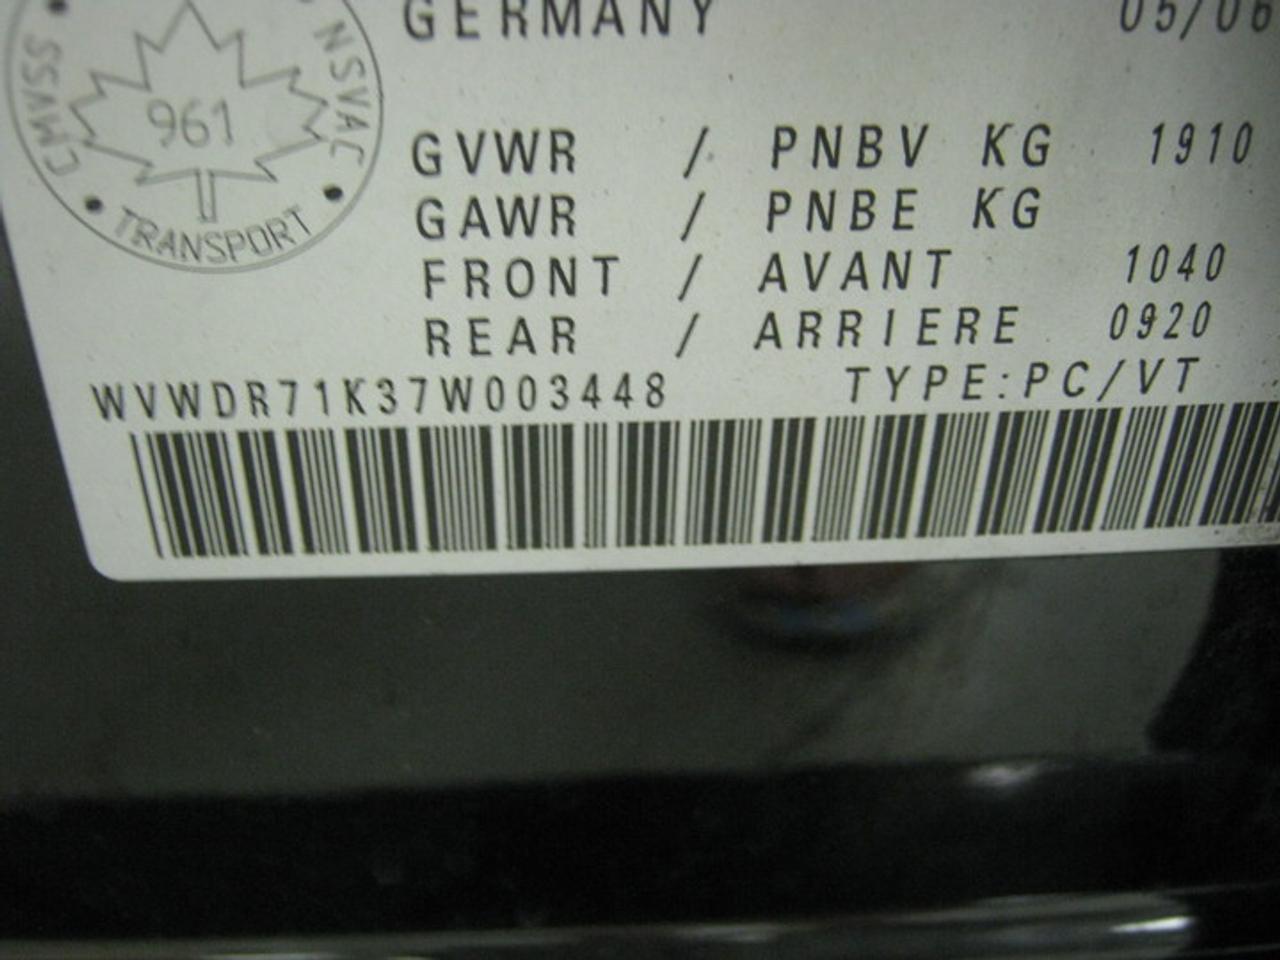 GERMANY 05/06
CMVSS NSVAC
961
TRANSPORT
GVWR / PNBV KG 1910
GAWR / PNBE KG
FRONT / AVANT 1040
REAR / ARRIERE 0920
WVWDR71K37W003448 TYPE:PC/VT